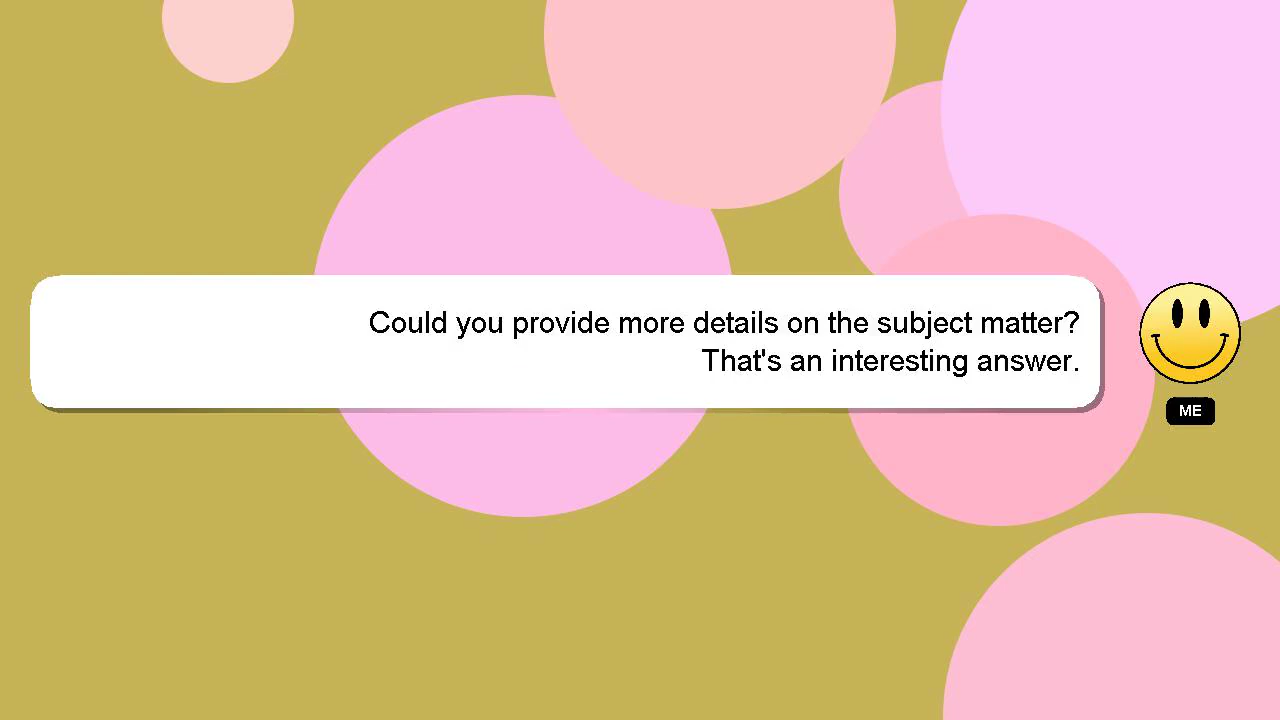 Could you provide more details on the subject matter?
That's an interesting answer.
ME